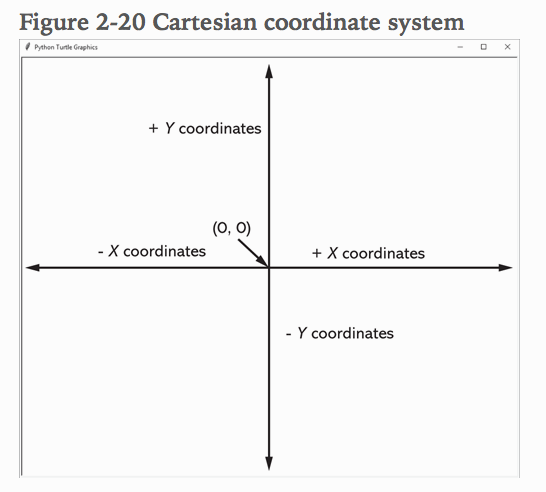 Figure 2-20 Cartesian coordinate system
Python Turtle Graphics
+ Y coordinates
(0, 0)
- X coordinates
+ X coordinates
- Y coordinates